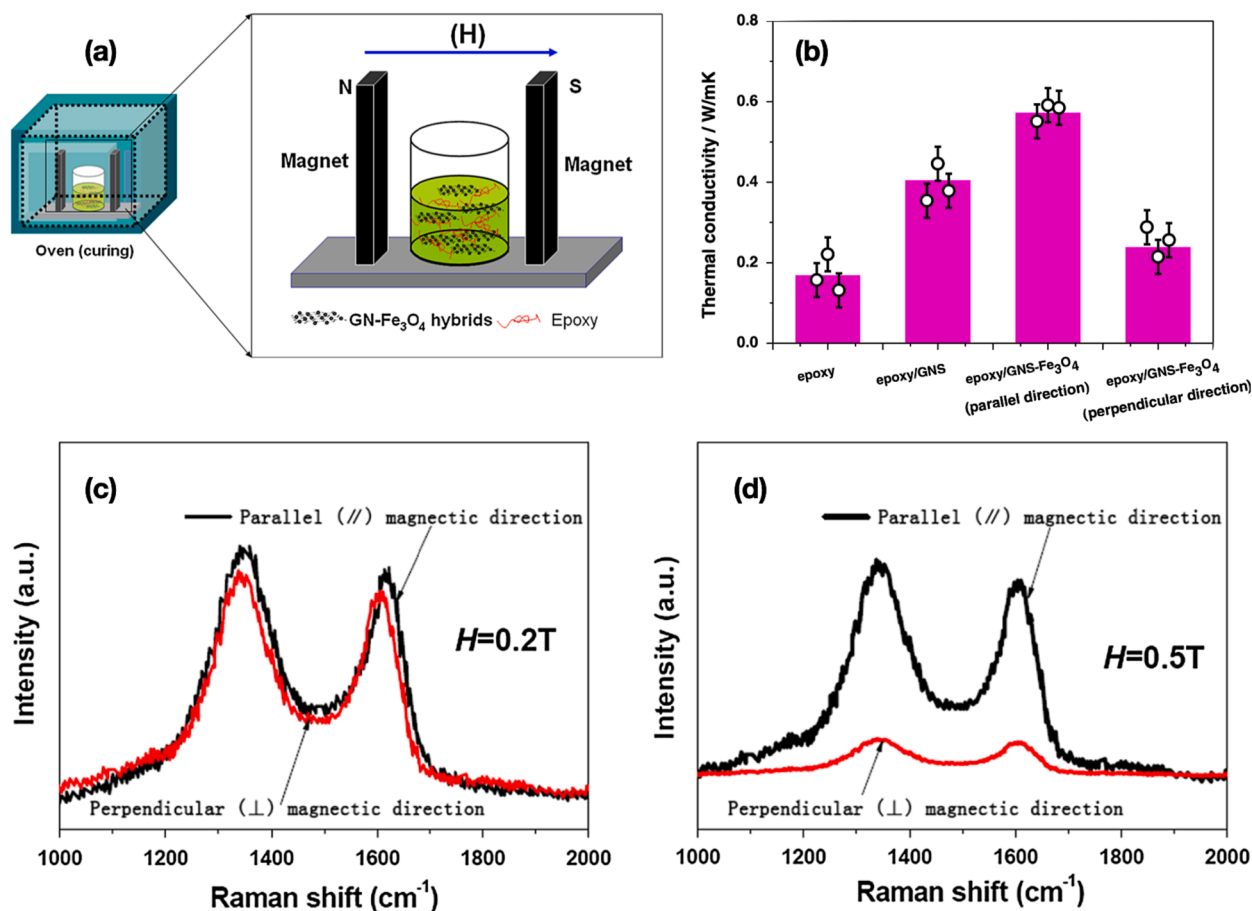 (a)
Oven (curing)
(H)
N
S
Magnet
Magnet
GN-Fe₃O₄ hybrids
Epoxy
(b)
Thermal conductivity / W/mK
0.8
0.6
0.4
0.2
0.0
epoxy
epoxy/GNS
epoxy/GNS-Fe₃O₄
(parallel direction)
epoxy/GNS-Fe₃O₄
(perpendicular direction)
(c)
Parallel (∥) magnectic direction
H=0.2T
Perpendicular (⊥) magnectic direction
Intensity (a.u.)
1000 1200 1400 1600 1800 2000
Raman shift (cm⁻¹)
(d)
Parallel (∥) magnectic direction
H=0.5T
Perpendicular (⊥) magnectic direction
Intensity (a.u.)
1000 1200 1400 1600 1800 2000
Raman shift (cm⁻¹)